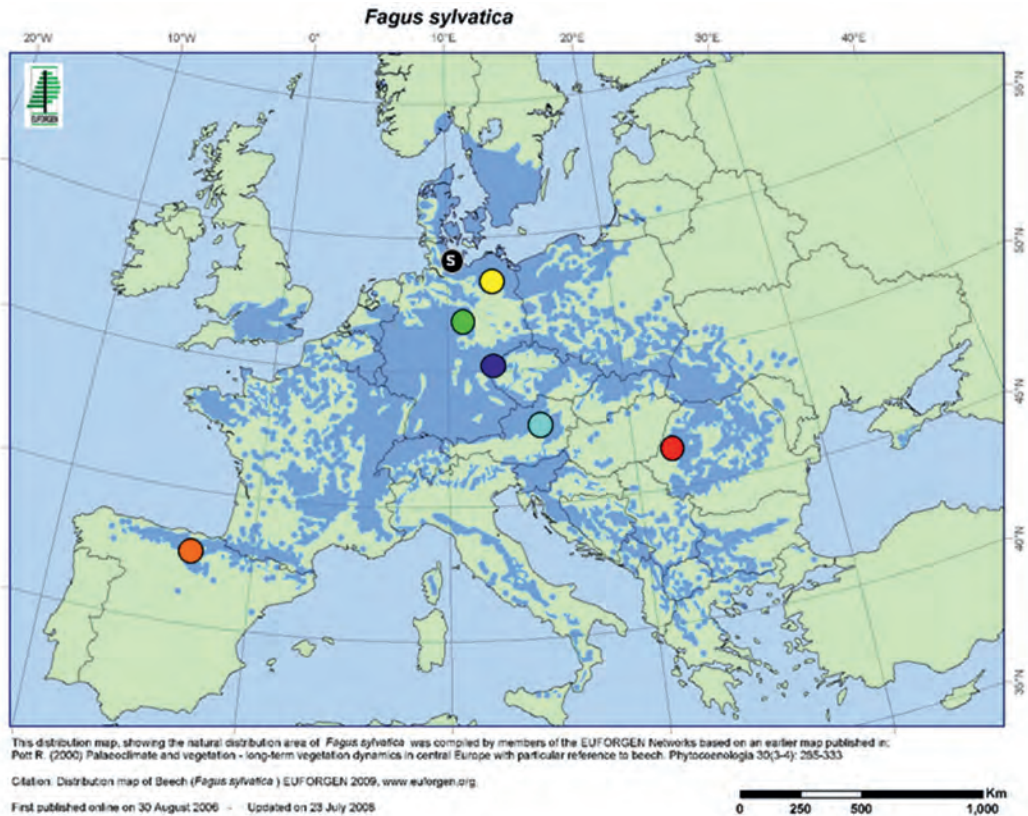 Fagus sylvatica
20°W 10°W 0° 10°E 20°E 30°E 40°E
EUFORGEN
55°N
50°N
45°N
40°N
35°N
S
This distribution map, showing the natural distribution area of Fagus sylvatica was compiled by members of the EUFORGEN Networks based on an earlier map published in:
Pott R. (2000) Palaeoclimate and vegetation - long-term vegetation dynamics in central Europe with particular reference to beech. Phytocoenologia 30(3-4): 285-333
Citation: Distribution map of Beech (Fagus sylvatica ) EUFORGEN 2009, www.euforgen.org.
First published online on 30 August 2006 - Updated on 23 July 2008
Km
0 250 500 1,000